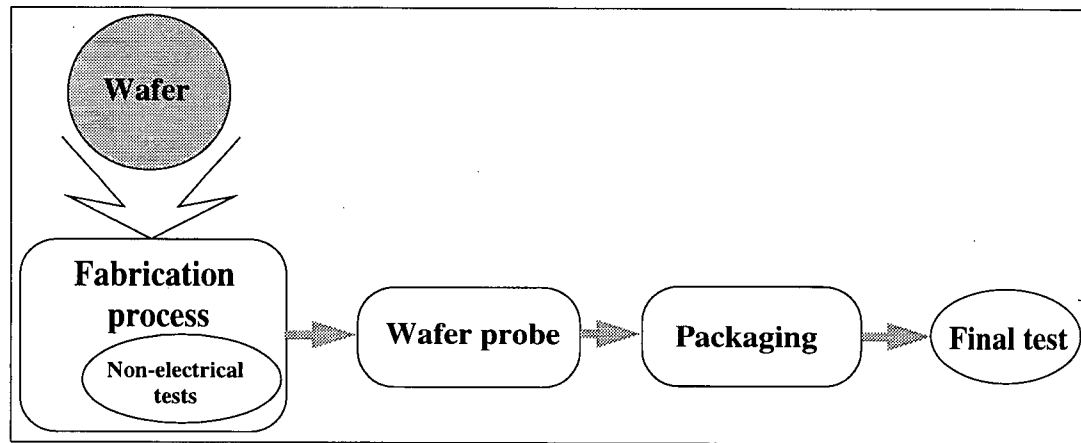 Wafer
Fabrication
process
Non-electrical
tests
Wafer probe
Packaging
Final test